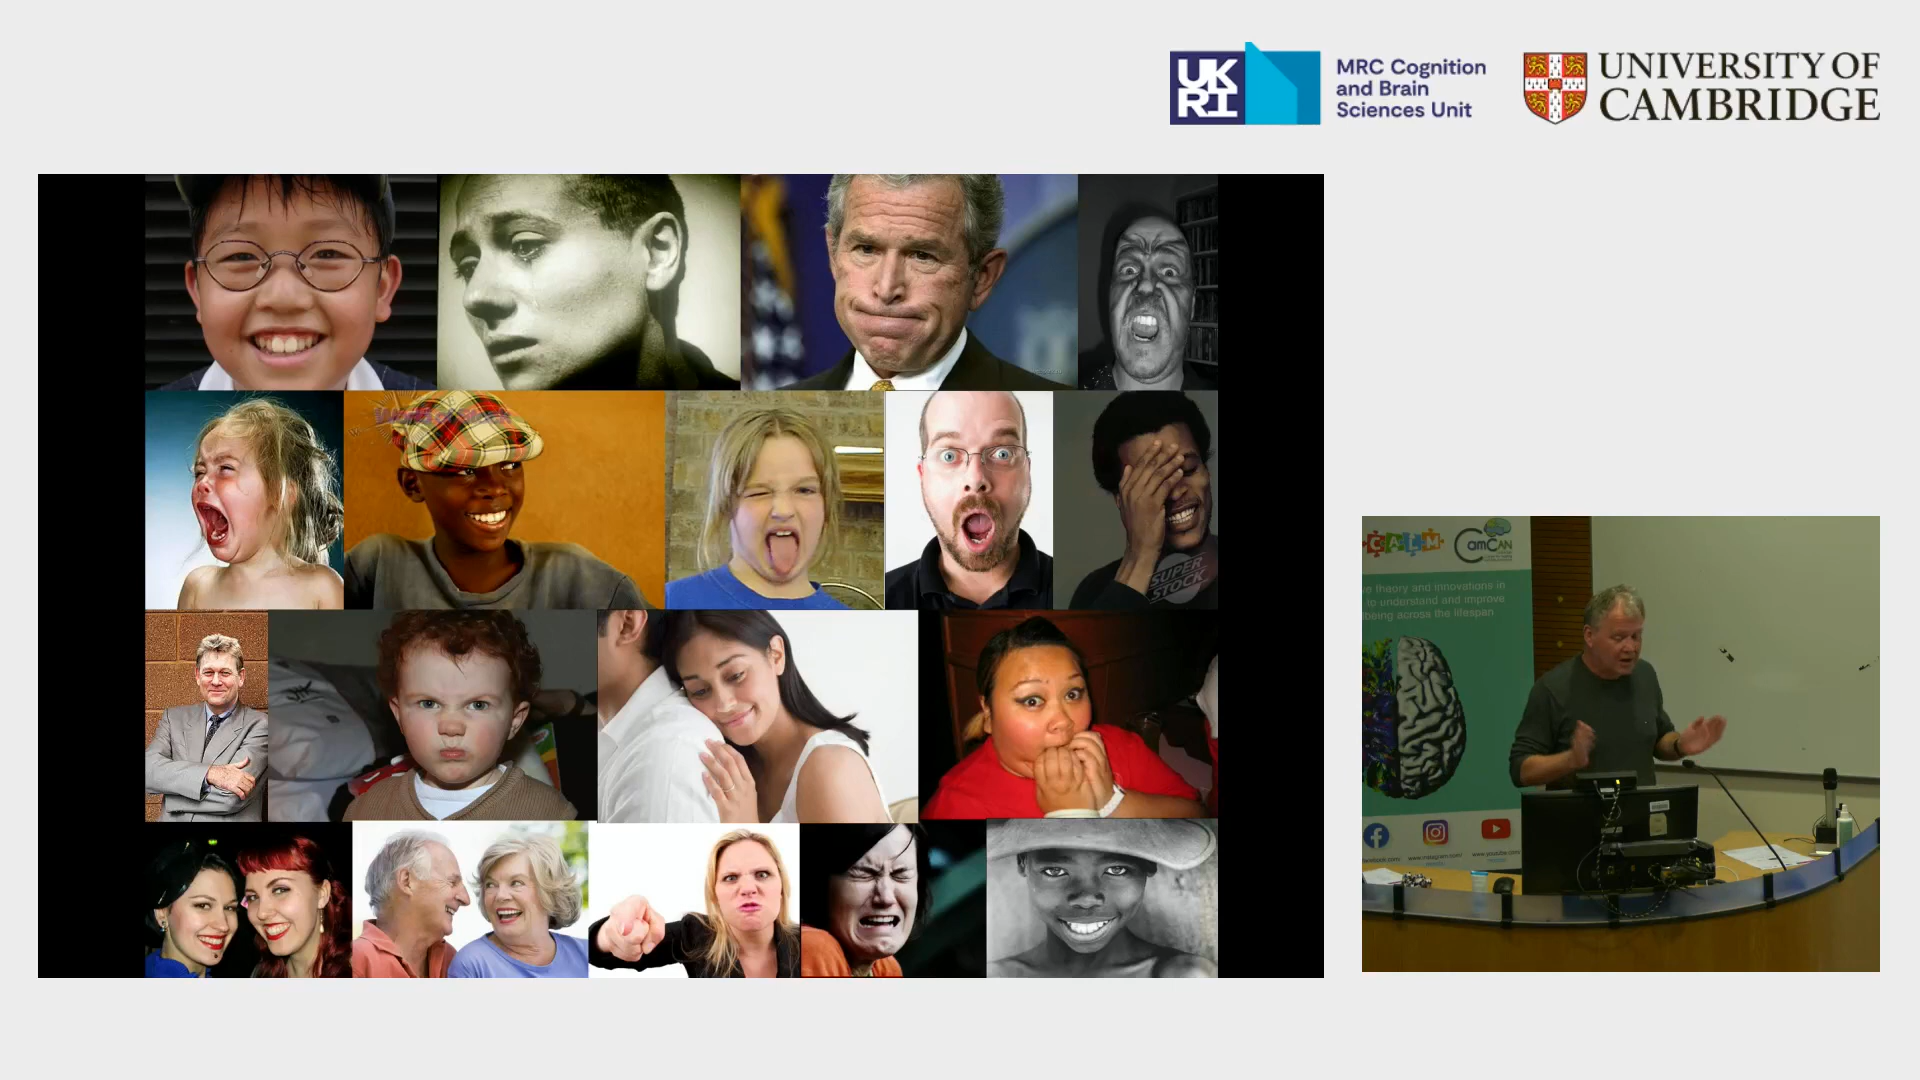 UK
RI
MRC Cognition
and Brain
Sciences Unit
UNIVERSITY OF
CAMBRIDGE
SUPER
STOCK
CALM
CamCAN
theory and innovations in
to understand and improve
being across the lifespan